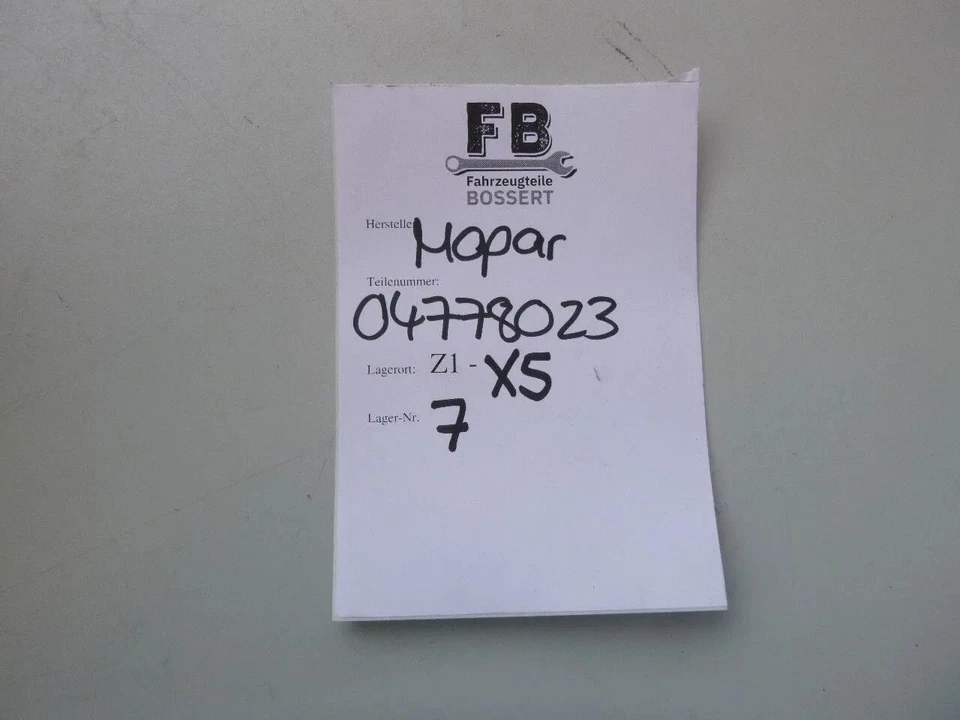 FB
Fahrzeugteile
BOSSERT
Hersteller Mopar
Teilenummer:
04778023
Lagerort: Z1 - X5
Lager-Nr. 7